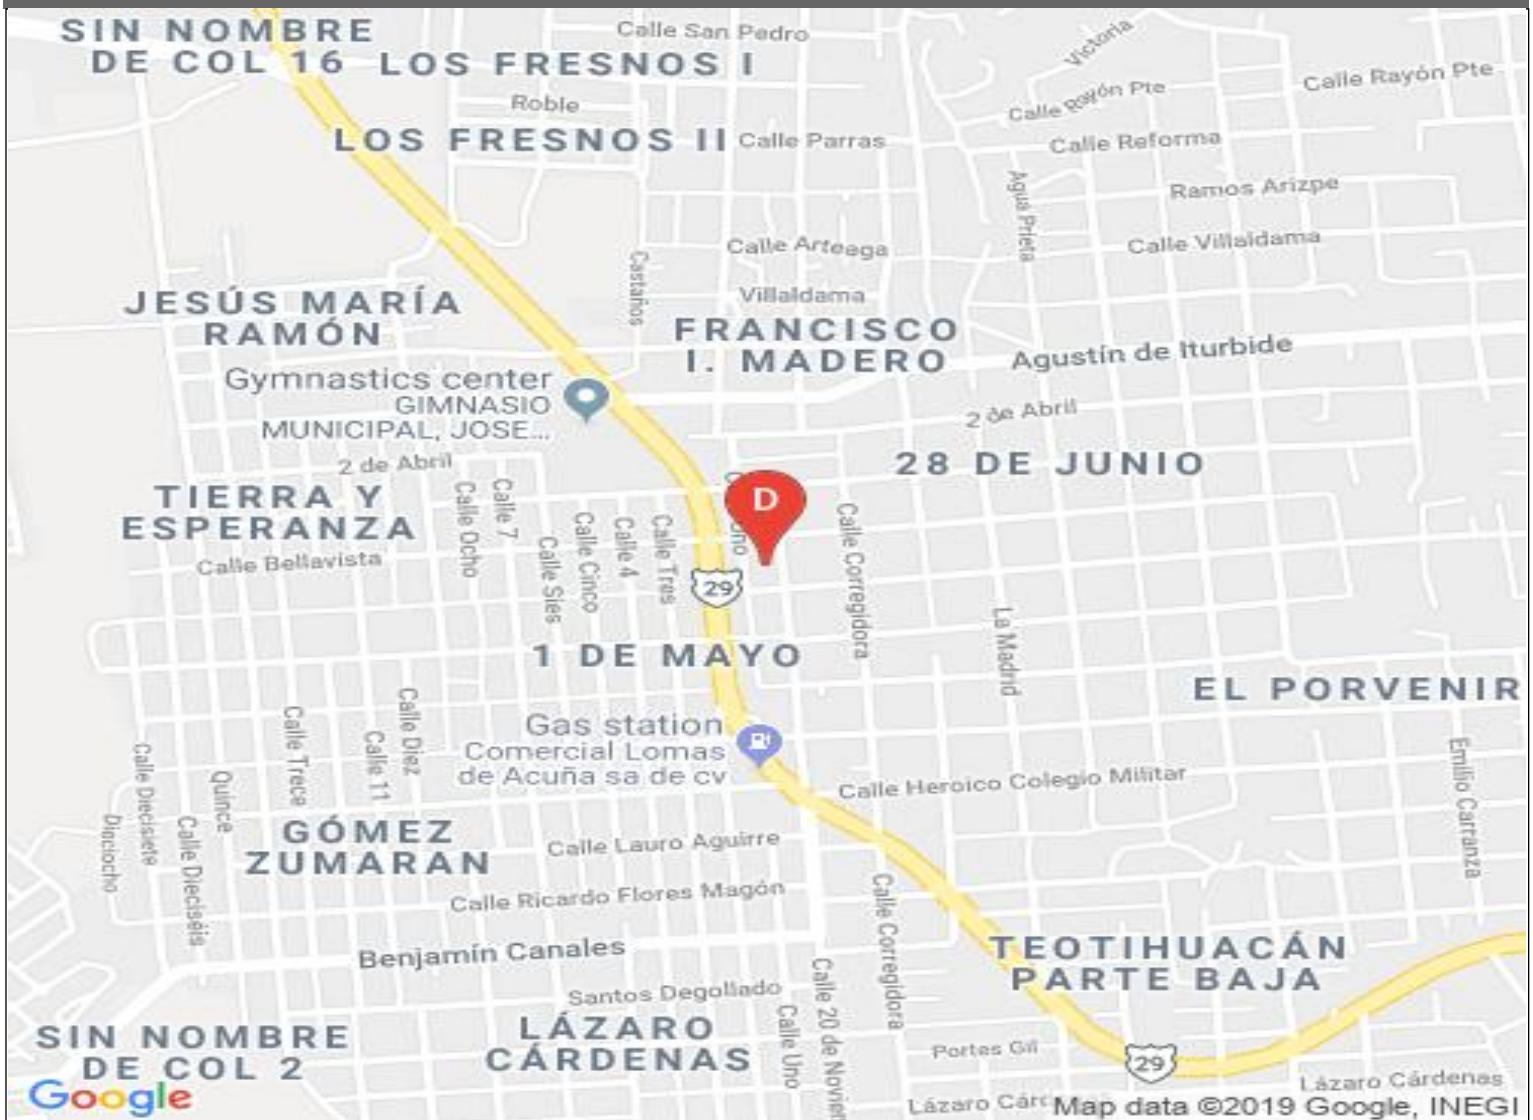 SIN NOMBRE
DE COL 16
Calle San Pedro
Victoria
LOS FRESNOS I
Calle Rayón Pte
Calle Rayón Pte
Roble
LOS FRESNOS II
Calle Parras
Calle Reforma
Agua Prieta
Ramos Arizpe
Calle Arteaga
Calle Villaldama
Castaños
Villaldama
JESÚS MARÍA
RAMÓN
FRANCISCO
I. MADERO
Agustín de Iturbide
Gymnastics center
GIMNASIO
MUNICIPAL, JOSE...
2 de Abril
2 de Abril
28 DE JUNIO
TIERRA Y
ESPERANZA
Calle Ocho
Calle 7
Calle Sies
Calle Cinco
Calle 4
Calle Tres
D
Uno
Calle Corregidora
Calle Bellavista
29
La Madrid
1 DE MAYO
EL PORVENIR
Calle Diez
Calle Trece
Calle 11
Gas station
Comercial Lomas
de Acuña sa de cv
Calle Diecisiete
Quince
Calle Heroico Colegio Militar
Emilio Carranza
Dieciocho
Calle Dieciséis
GÓMEZ
ZUMARAN
Calle Lauro Aguirre
Calle Ricardo Flores Magón
Calle Corregidora
Benjamín Canales
TEOTIHUACÁN
PARTE BAJA
Santos Degollado
Calle Uno
Calle 20 de Noviem
SIN NOMBRE
DE COL 2
LÁZARO
CÁRDENAS
Portes Gil
29
Lázaro Cárdenas
Google
Lázaro Cárd
Map data ©2019 Google, INEGI